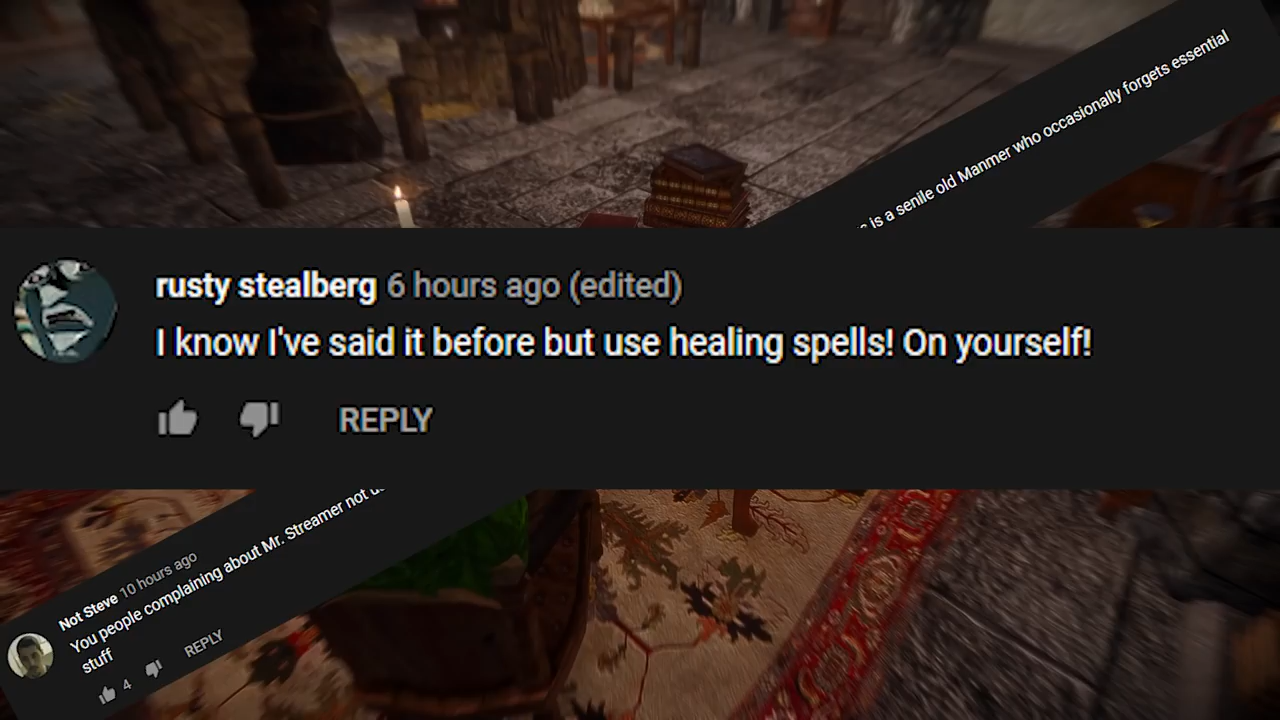 is a senile old Manmer who occasionally forgets essential
rusty stealberg 6 hours ago (edited)
I know I've said it before but use healing spells! On yourself!
REPLY
Not Steve 10 hours ago
You people complaining about Mr. Streamer not
stuff
4 REPLY